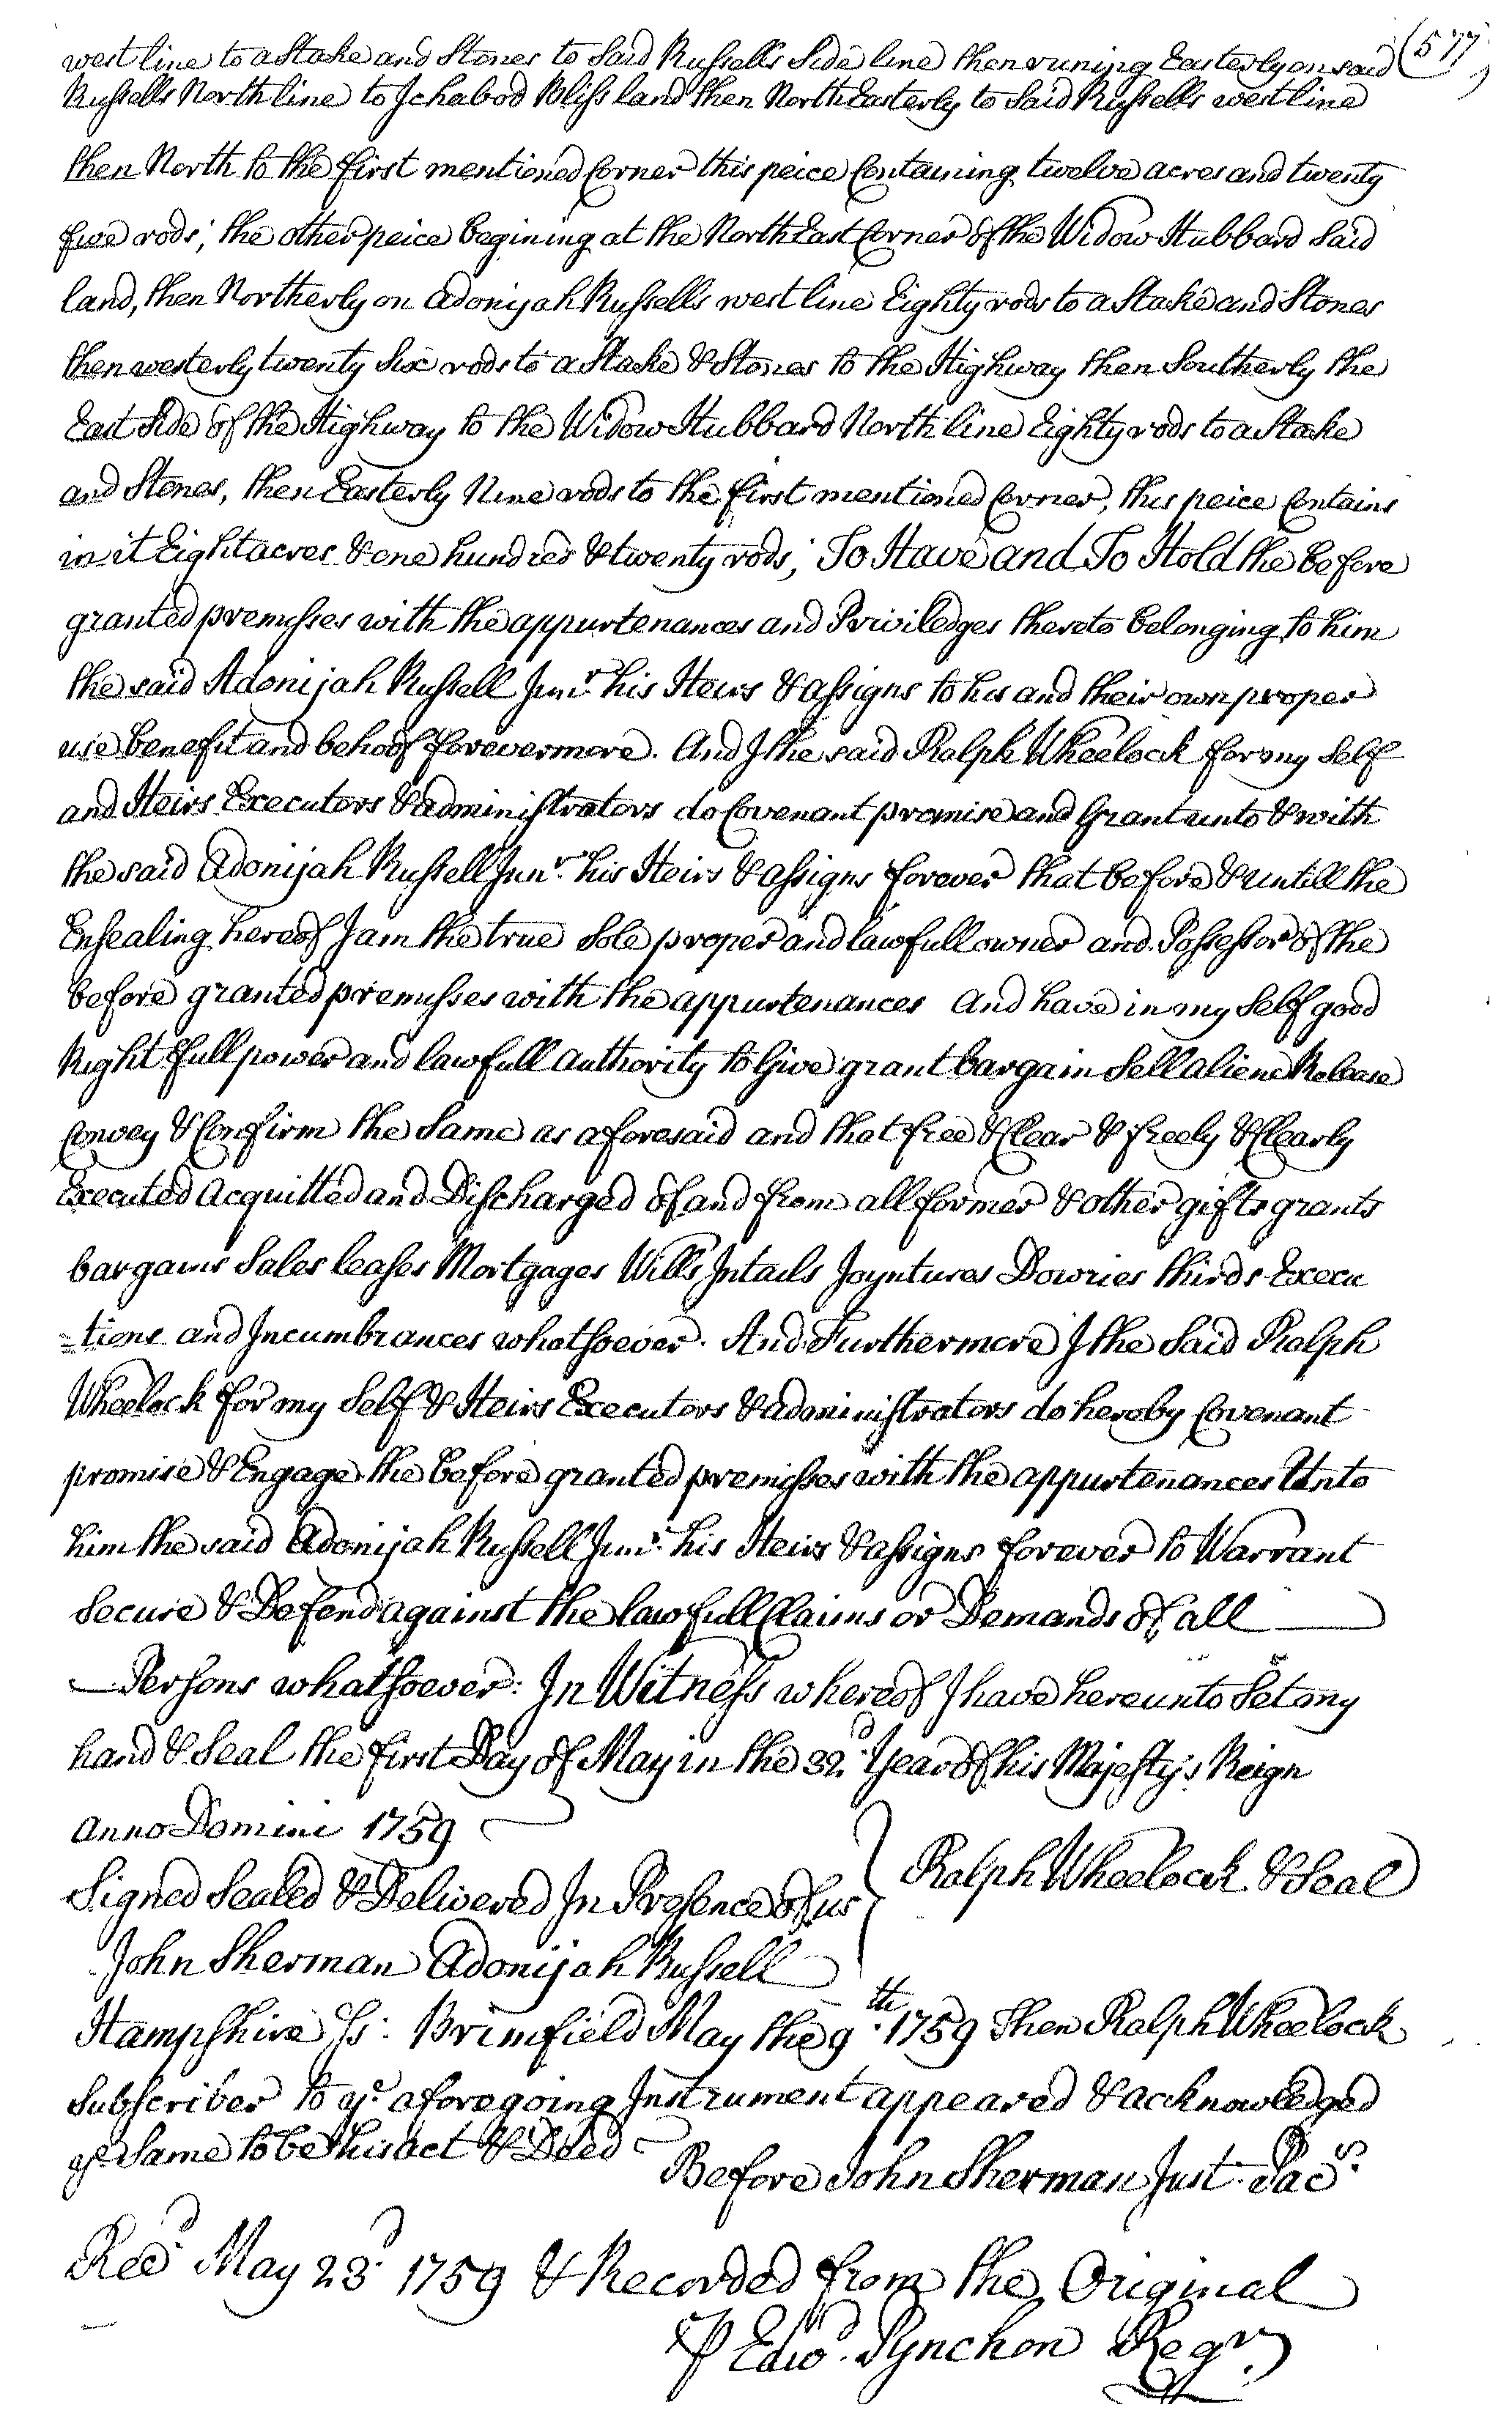 west line to a Stake and Stones to Said Russells Side line then runing Easterly on said (577)
Russells North line to Ichabod Bliss land then North Easterly to Said Russells west line
then North to the first mentioned Corner this peice Containing twelve acres and twenty
five rods; the other peice begining at the North East Corner of the Widow Hubbard Said
land, then Northerly on Adonijah Russells west line Eighty rods to a Stake and Stones
then westerly twenty Six rods to a Stake & Stones to the Highway then Southerly the
East Side of the Highway to the Widow Hubbard North line Eighty rods to a Stake
and Stones, then Easterly Nine rods to the first mentioned Corner, this peice Contains
in it Eight acres & one hundred & twenty rods; To Have and To Hold the before
granted premisses with the appurtenances and Priviledges thereto belonging to him
the said Adonijah Russell Junr. his Heirs & assigns to his and their own proper
use benefit and behoof forevermore. And I the said Ralph Wheelock for my Self
and Heirs Executors & administrators do Covenant promise and Grant unto & with
the said Adonijah Russell Junr. his Heirs & assigns forever that before & untill the
Ensealing hereof I am the true Sole proper and lawfull owner and Possessor of the
before granted premisses with the appurtenances And have in my Self good
Right full power and lawfull authority to Give grant bargain Sell aliene Release
Convey & Confirm the Same as aforesaid and that free & Clear & freely & Clearly
Executed Acquitted and Discharged of and from all former & other gifts grants
bargains Sales leases Mortgages Wills Intails Joyntures Dowries thirds Execu
=tions and Incumbrances whatsoever. And Furthermore I the Said Ralph
Wheelock for my Self & Heirs Executors & administrators do hereby Covenant
promise & Engage the before granted premisses with the appurtenances Unto
him the said Adonijah Russell Junr. his Heirs & assigns forever to Warrant
Secure & Defend against the lawfull Claims or Demands of all
Persons whatsoever: In Witness whereof I have hereunto Set my
hand & Seal the first Day of May in the 32d. Year of his Majesty's Reign
anno Domini 1759
Signed Sealed & Delivered In Presence of us } Ralph Wheelock & Seal
John Sherman Adonijah Russell
Hampshire Ss: Brimfield May the 9th. 1759 Then Ralph Wheelock
Subscriber to ye. aforegoing Instrument appeared & acknowledged
ye. Same to be his act & Deed
Before John Sherman Just: Pacs.
Recd. May 23d. 1759 & Recorded from the Original
⅌ Edwd. Pynchon Regr.